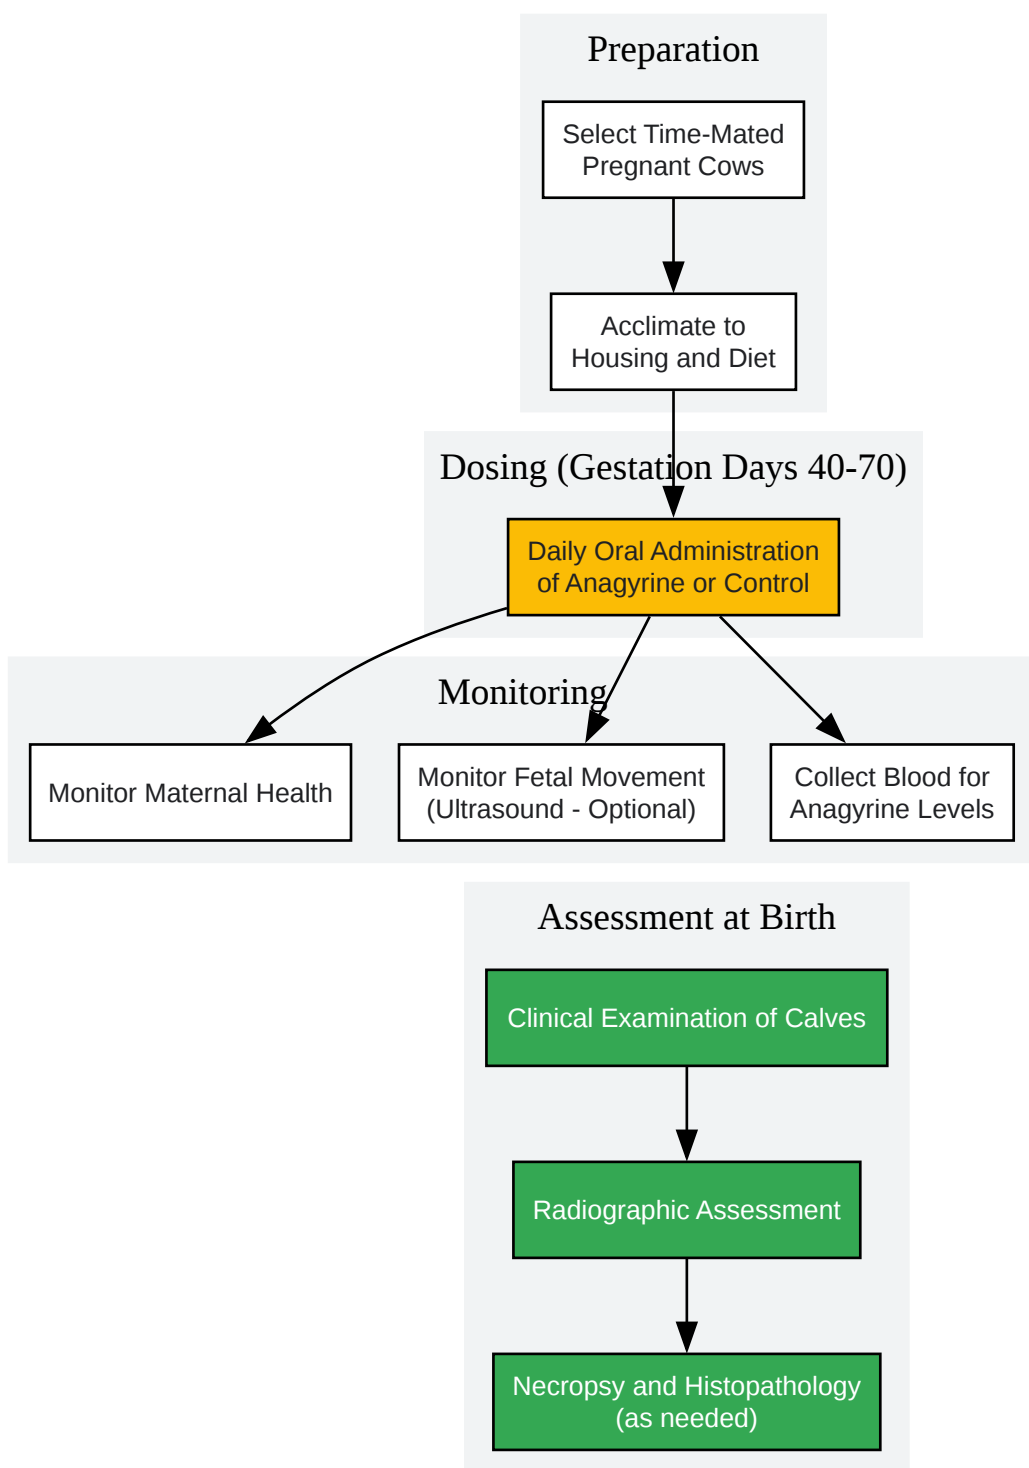 Preparation
Select Time-Mated
Pregnant Cows
Acclimate to
Housing and Diet
Dosing (Gestation Days 40-70)
Daily Oral Administration
of Anagyrine or Control
Monitoring
Monitor Maternal Health
Monitor Fetal Movement
(Ultrasound - Optional)
Collect Blood for
Anagyrine Levels
Assessment at Birth
Clinical Examination of Calves
Radiographic Assessment
Necropsy and Histopathology
(as needed)